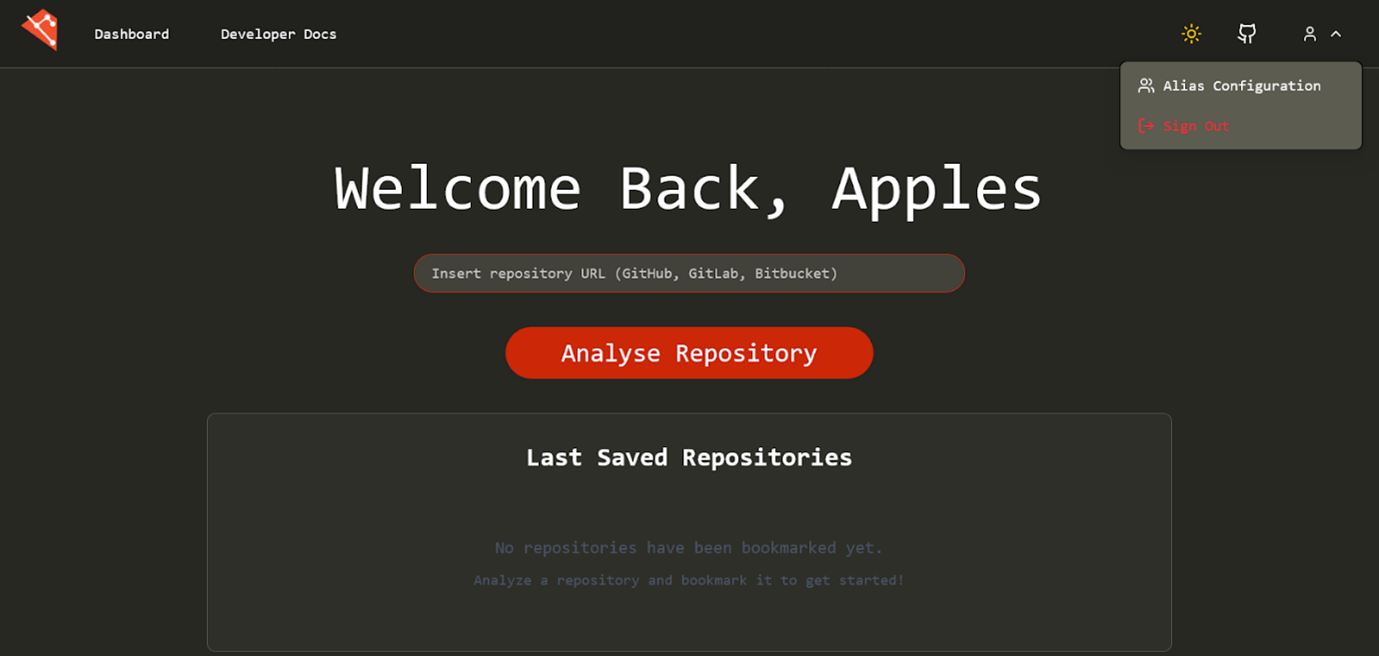 Dashboard
Developer Docs
Alias Configuration
Sign Out
Welcome Back, Apples
Insert repository URL (GitHub, GitLab, Bitbucket)
Analyse Repository
Last Saved Repositories
No repositories have been bookmarked yet.
Analyze a repository and bookmark it to get started!